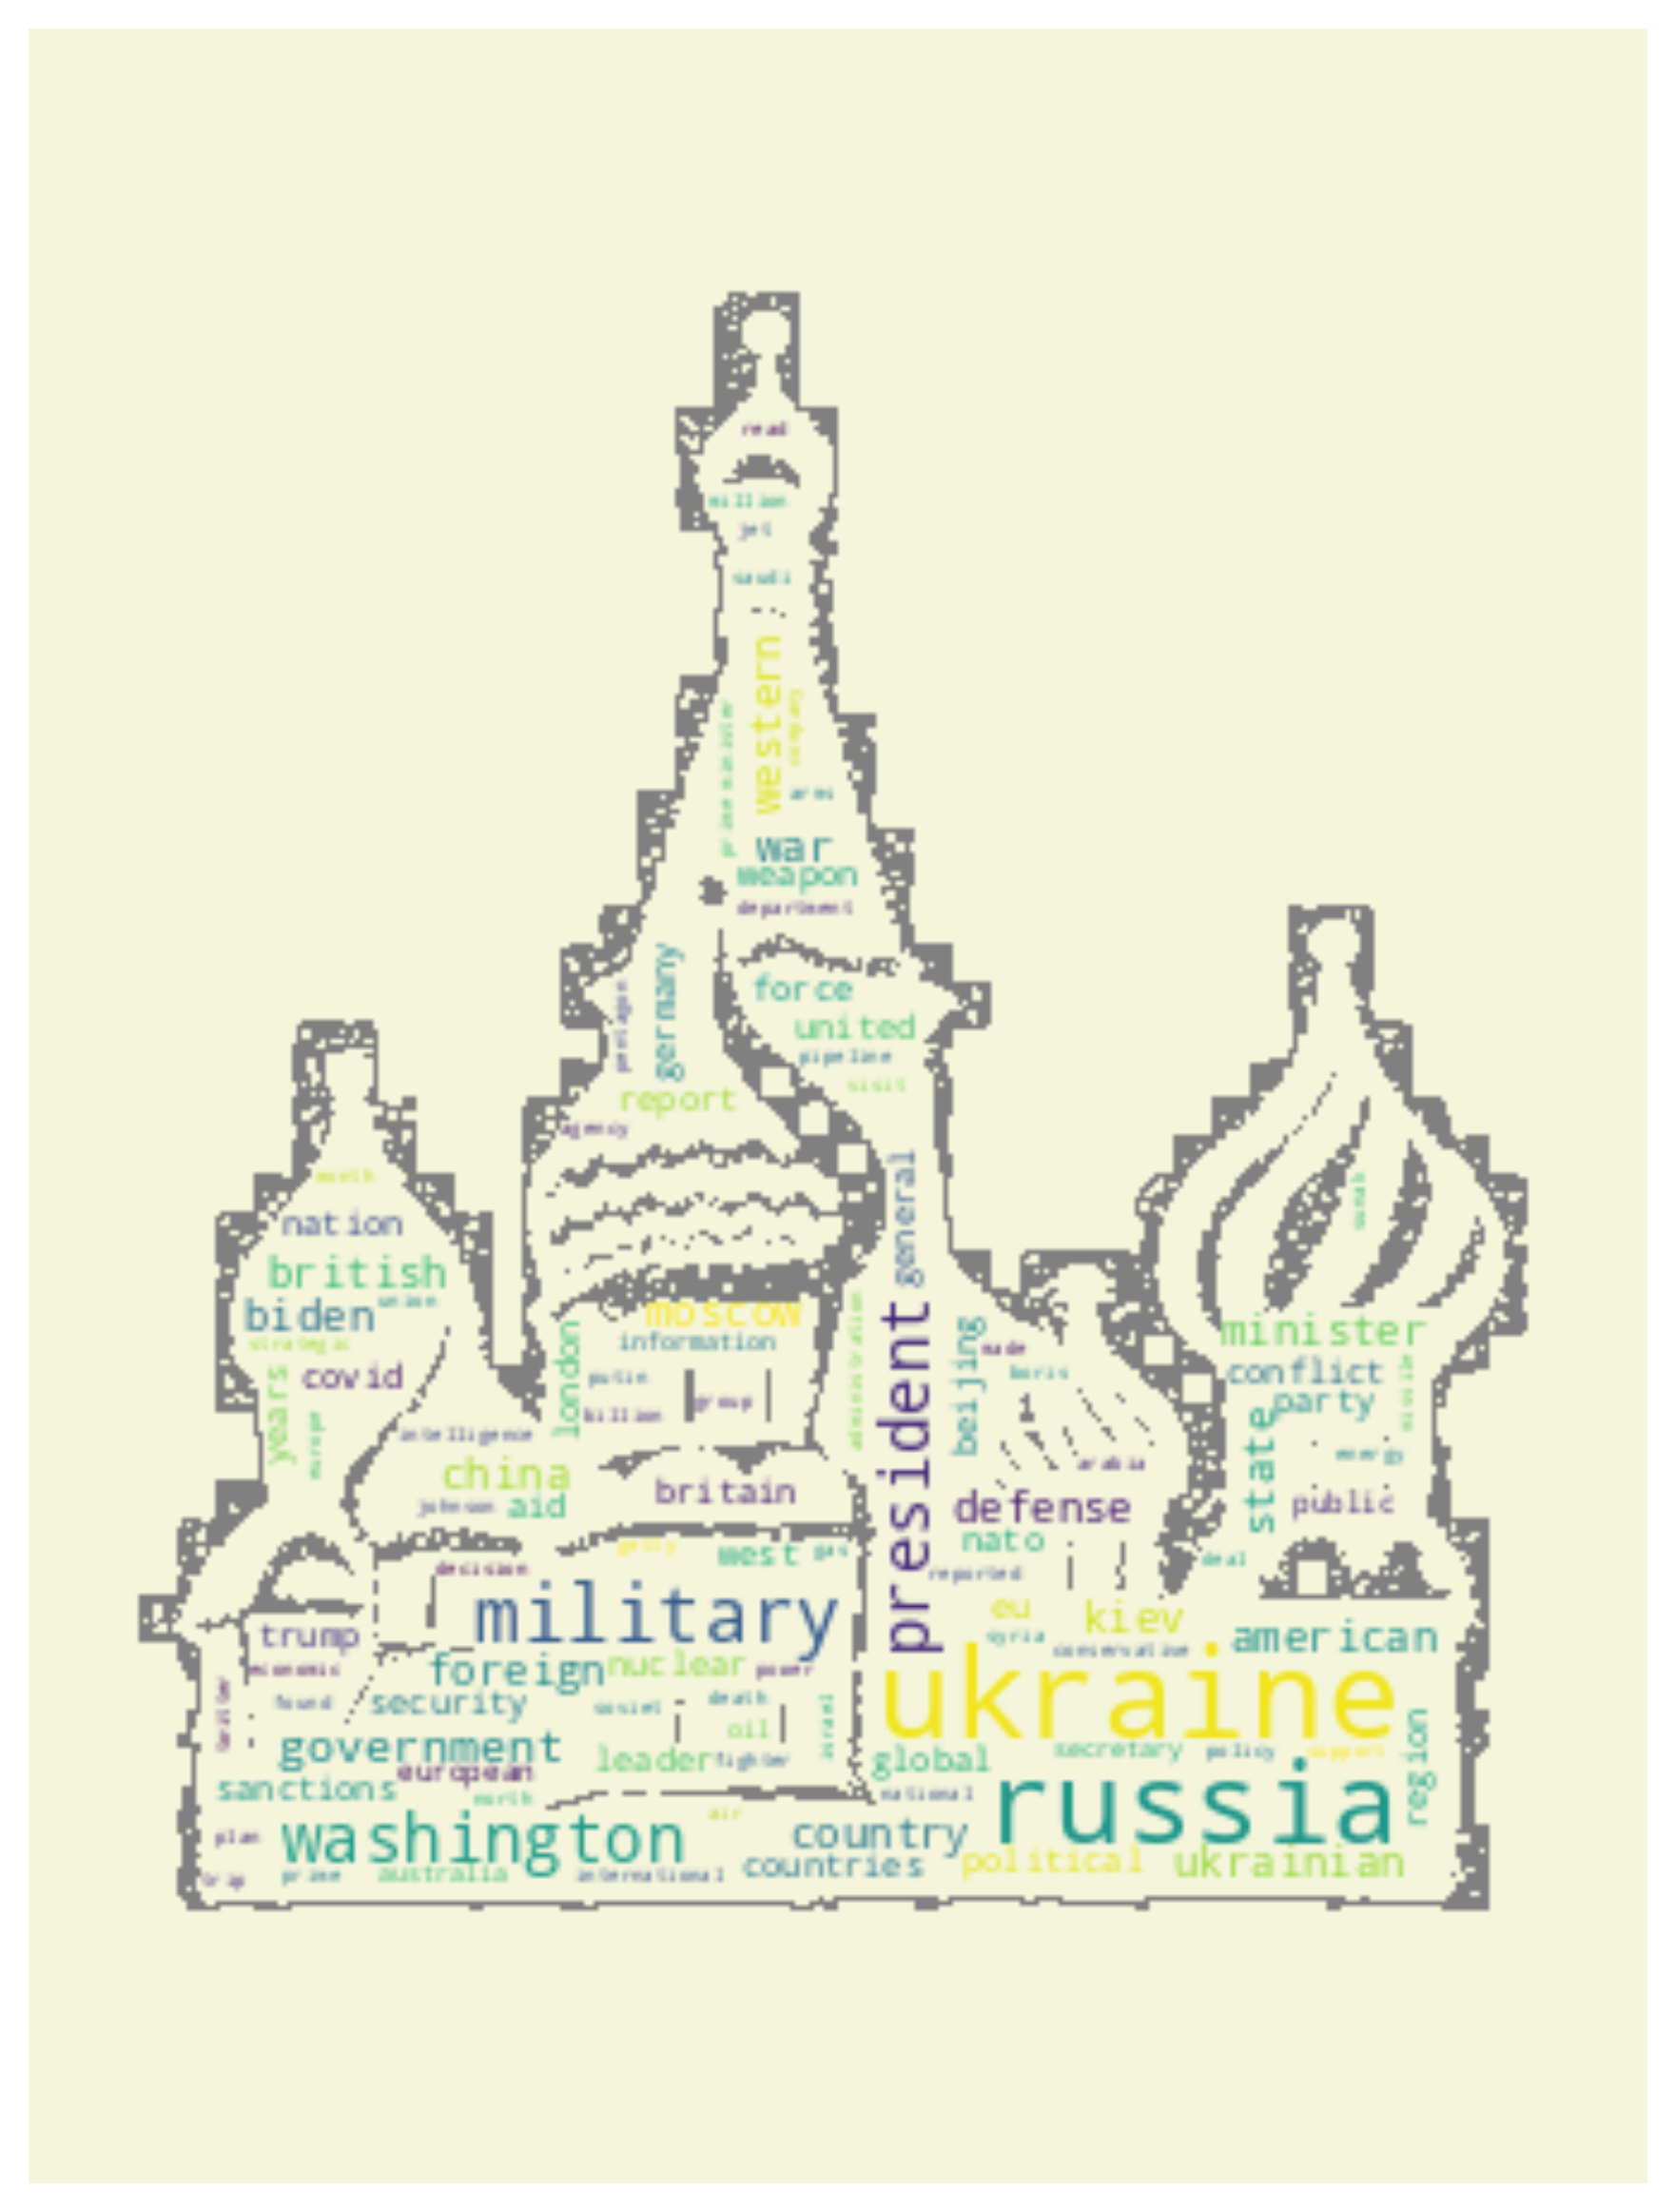 read
million
jet
saudi
western
company
prime minister
war
weapon
department
germany
pentagon
force
united
pipeline
visit
report
agency
month
nation
british
biden
union
strategic
covid
years
europe
general
moscow
information
london
putin
billion
group
administration
president
beijing
made
boris
sunak
minister
conflict
party
missile
state
energy
public
intelligence
china
johnson
aid
britain
arabia
defense
nato
reported
deal
west
gas
decision
military
eu
syria
kiev
conservative
american
trump
economic
found
foreign
nuclear
power
security
soviet
death
oil
israel
ukraine
government
european
leader
fighter
global
secretary
policy
support
region
sanctions
north
national
russia
plan
washington
air
country
political
ukrainian
trip
prime
australia
international
countries